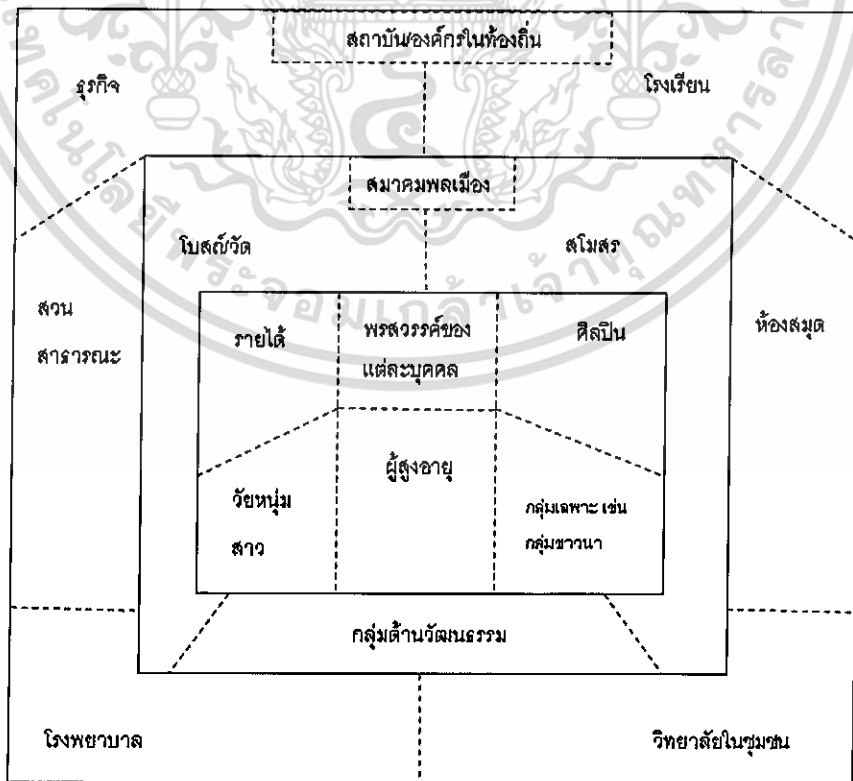 สถาบัน/องค์กรในท้องถิ่น
ธุรกิจ
โรงเรียน
สมาคมพลเมือง
โบสถ์/วัด
สโมสร
สวน
สาธารณะ
ห้องสมุด
รายได้
พรสวรรค์ของ
แต่ละบุคคล
ศิลปิน
ผู้สูงอายุ
วัยหนุ่ม
สาว
กลุ่มเฉพาะ เช่น
กลุ่มชาวนา
กลุ่มด้านวัฒนธรรม
โรงพยาบาล
วิทยาลัยในชุมชน